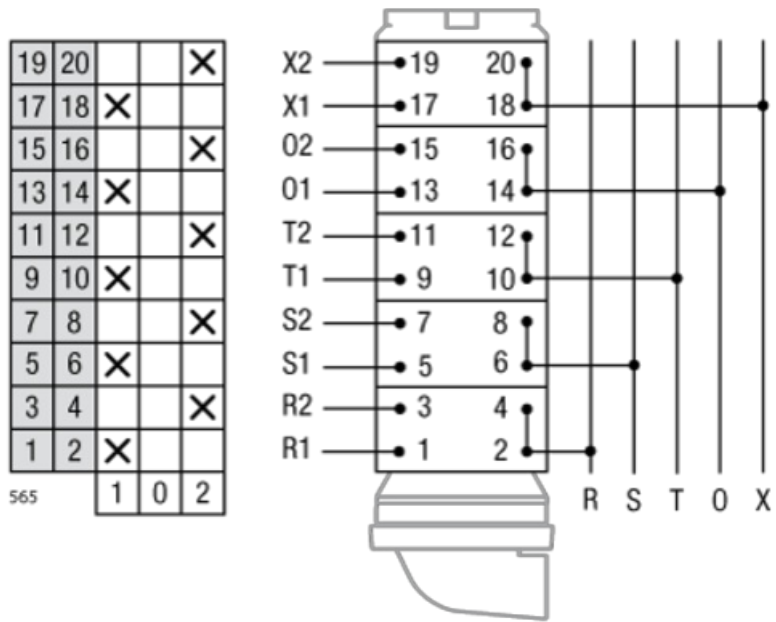 19 20 X X2 19 20
17 18 X X1 17 18
15 16 X O2 15 16
13 14 X O1 13 14
11 12 X T2 11 12
9 10 X T1 9 10
7 8 X S2 7 8
5 6 X S1 5 6
3 4 X R2 3 4
1 2 X R1 1 2
565 1 0 2 R S T O X